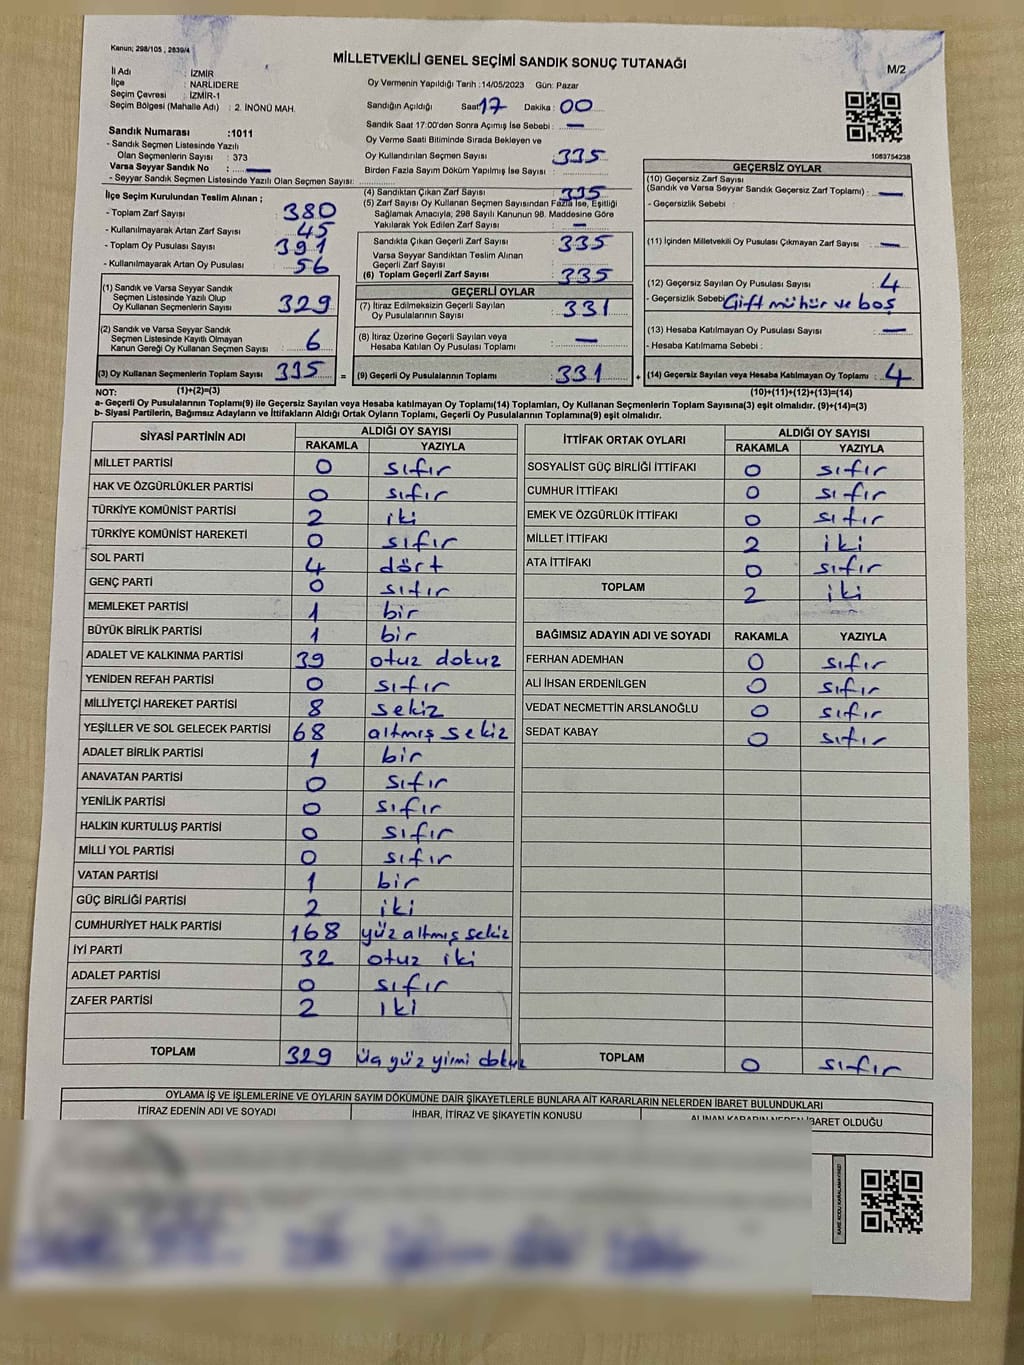 Kanun; 298/105 , 2839/4
MİLLETVEKİLİ GENEL SEÇİMİ SANDIK SONUÇ TUTANAĞI
M/2
İl Adı : İZMİR
İlçe : NARLIDERE
Seçim Çevresi : İZMİR-1
Seçim Bölgesi (Mahalle Adı) : 2. İNÖNÜ MAH.
Oy Vermenin Yapıldığı Tarih :14/05/2023 Gün: Pazar
Sandığın Açıldığı Saat 17 Dakika : 00
Sandık Saat 17:00'den Sonra Açımış İse Sebebi : —
Oy Verme Saati Bitiminde Sırada Bekleyen ve
Oy Kullandırılan Seçmen Sayısı 335
Birden Fazla Sayım Döküm Yapılmış İse Sayısı :
1083754238
Sandık Numarası :1011
- Sandık Seçmen Listesinde Yazılı
Olan Seçmenlerin Sayısı : 373
Varsa Seyyar Sandık No : —
- Seyyar Sandık Seçmen Listesinde Yazılı Olan Seçmen Sayısı:
İlçe Seçim Kurulundan Teslim Alınan ;
- Toplam Zarf Sayısı : 380
- Kullanılmayarak Artan Zarf Sayısı : 45
- Toplam Oy Pusulası Sayısı : 391
- Kullanılmayarak Artan Oy Pusulası : 56
(1) Sandık ve Varsa Seyyar Sandık
Seçmen Listesinde Yazılı Olup
Oy Kullanan Seçmenlerin Sayısı : 329
(2) Sandık ve Varsa Seyyar Sandık
Seçmen Listesinde Kayıtlı Olmayan
Kanun Gereği Oy Kullanan Seçmen Sayısı : 6
(3) Oy Kullanan Seçmenlerin Toplam Sayısı : 335
(1)+(2)=(3)
(4) Sandıktan Çıkan Zarf Sayısı 335
(5) Zarf Sayısı Oy Kullanan Seçmen Sayısından Fazla İse, Eşitliği
Sağlamak Amacıyla, 298 Sayılı Kanunun 98. Maddesine Göre
Yakılarak Yok Edilen Zarf Sayısı : —
Sandıkta Çıkan Geçerli Zarf Sayısı : 335
Varsa Seyyar Sandıktan Teslim Alınan
Geçerli Zarf Sayısı :
(6) Toplam Geçerli Zarf Sayısı : 335
GEÇERLİ OYLAR
(7) İtiraz Edilmeksizin Geçerli Sayılan
Oy Pusulalarının Sayısı : 331
(8) İtiraz Üzerine Geçerli Sayılan veya
Hesaba Katılan Oy Pusulası Toplamı : —
= (9) Geçerli Oy Pusulalarının Toplamı : 331
GEÇERSİZ OYLAR
(10) Geçersiz Zarf Sayısı
(Sandık ve Varsa Seyyar Sandık Geçersiz Zarf Toplamı) : —
- Geçersizlik Sebebi :
(11) İçinden Milletvekili Oy Pusulası Çıkmayan Zarf Sayısı : —
(12) Geçersiz Sayılan Oy Pusulası Sayısı : 4
- Geçersizlik Sebebi : Çift mühür ve boş
(13) Hesaba Katılmayan Oy Pusulası Sayısı : —
- Hesaba Katılmama Sebebi :
+ (14) Geçersiz Sayılan veya Hesaba Katılmayan Oy Toplamı : 4
(10)+(11)+(12)+(13)=(14)
NOT:
a- Geçerli Oy Pusulalarının Toplamı(9) ile Geçersiz Sayılan veya Hesaba katılmayan Oy Toplamı(14) Toplamları, Oy Kullanan Seçmenlerin Toplam Sayısına(3) eşit olmalıdır. (9)+(14)=(3)
b- Siyasi Partilerin, Bağımsız Adayların ve İttifakların Aldığı Ortak Oyların Toplamı, Geçerli Oy Pusulalarının Toplamına(9) eşit olmalıdır.
SİYASİ PARTİNİN ADI ALDIĞI OY SAYISI
RAKAMLA YAZIYLA
MİLLET PARTİSİ 0 sıfır
HAK VE ÖZGÜRLÜKLER PARTİSİ 0 sıfır
TÜRKİYE KOMÜNİST PARTİSİ 2 iki
TÜRKİYE KOMÜNİST HAREKETİ 0 sıfır
SOL PARTİ 4 dört
GENÇ PARTİ 0 sıfır
MEMLEKET PARTİSİ 1 bir
BÜYÜK BİRLİK PARTİSİ 1 bir
ADALET VE KALKINMA PARTİSİ 39 otuz dokuz
YENİDEN REFAH PARTİSİ 0 sıfır
MİLLİYETÇİ HAREKET PARTİSİ 8 sekiz
YEŞİLLER VE SOL GELECEK PARTİSİ 68 altmış sekiz
ADALET BİRLİK PARTİSİ 1 bir
ANAVATAN PARTİSİ 0 sıfır
YENİLİK PARTİSİ 0 sıfır
HALKIN KURTULUŞ PARTİSİ 0 sıfır
MİLLİ YOL PARTİSİ 0 sıfır
VATAN PARTİSİ 1 bir
GÜÇ BİRLİĞİ PARTİSİ 2 iki
CUMHURİYET HALK PARTİSİ 168 yüz altmış sekiz
İYİ PARTİ 32 otuz iki
ADALET PARTİSİ 0 sıfır
ZAFER PARTİSİ 2 iki
TOPLAM 329 üç yüz yirmi dokuz
İTTİFAK ORTAK OYLARI ALDIĞI OY SAYISI
RAKAMLA YAZIYLA
SOSYALİST GÜÇ BİRLİĞİ İTTİFAKI 0 sıfır
CUMHUR İTTİFAKI 0 sıfır
EMEK VE ÖZGÜRLÜK İTTİFAKI 0 sıfır
MİLLET İTTİFAKI 2 iki
ATA İTTİFAKI 0 sıfır
TOPLAM 2 iki
BAĞIMSIZ ADAYIN ADI VE SOYADI RAKAMLA YAZIYLA
FERHAN ADEMHAN 0 sıfır
ALİ İHSAN ERDENİLGEN 0 sıfır
VEDAT NECMETTİN ARSLANOĞLU 0 sıfır
SEDAT KABAY 0 sıfır
TOPLAM 0 sıfır
OYLAMA İŞ VE İŞLEMLERİNE VE OYLARIN SAYIM DÖKÜMÜNE DAİR ŞİKAYETLERLE BUNLARA AİT KARARLARIN NELERDEN İBARET BULUNDUKLARI
İTİRAZ EDENİN ADI VE SOYADI İHBAR, İTİRAZ VE ŞİKAYETİN KONUSU ALINAN KARARIN NEDEN İBARET OLDUĞU